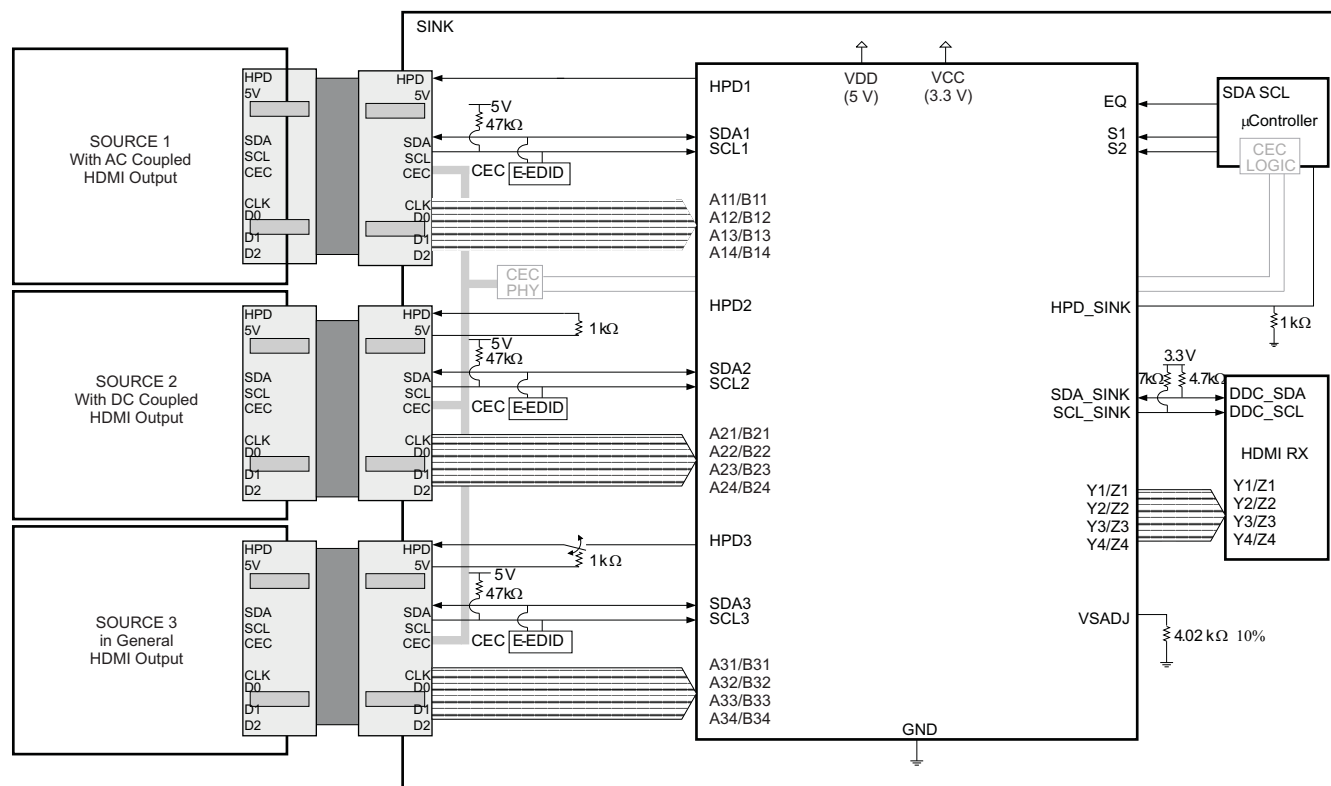 SINK
SOURCE 1
With AC Coupled
HDMI Output
HPD
5V
SDA
SCL
CEC
CLK
D0
D1
D2
HPD
5V
SDA
SCL
CEC
CLK
D0
D1
D2
5V
47kΩ
CEC
E-EDID
CEC
PHY
SOURCE 2
With DC Coupled
HDMI Output
HPD
5V
SDA
SCL
CEC
CLK
D0
D1
D2
HPD
5V
SDA
SCL
CEC
CLK
D0
D1
D2
1kΩ
5V
47kΩ
CEC
E-EDID
SOURCE 3
in General
HDMI Output
HPD
5V
SDA
SCL
CEC
CLK
D0
D1
D2
HPD
5V
SDA
SCL
CEC
CLK
D0
D1
D2
1kΩ
5V
47kΩ
CEC
E-EDID
VDD
(5 V)
VCC
(3.3 V)
HPD1
SDA1
SCL1
A11/B11
A12/B12
A13/B13
A14/B14
HPD2
SDA2
SCL2
A21/B21
A22/B22
A23/B23
A24/B24
HPD3
SDA3
SCL3
A31/B31
A32/B32
A33/B33
A34/B34
GND
EQ
S1
S2
HPD_SINK
SDA_SINK
SCL_SINK
Y1/Z1
Y2/Z2
Y3/Z3
Y4/Z4
VSADJ
SDA SCL
µController
CEC
LOGIC
1kΩ
3.3V
7kΩ
4.7kΩ
DDC_SDA
DDC_SCL
HDMI RX
Y1/Z1
Y2/Z2
Y3/Z3
Y4/Z4
4.02 kΩ 10%